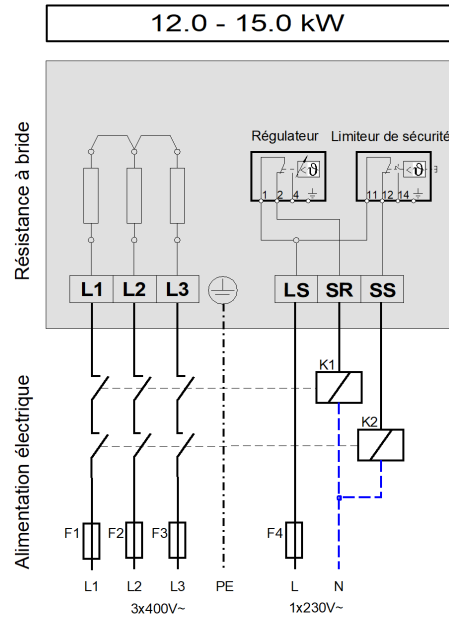 12.0 - 15.0 kW
Résistance à bride
Régulateur
Limiteur de sécurité
ϑ
ϑ
1 2 4
11 12 14
L1 L2 L3
LS SR SS
Alimentation électrique
K1
K2
F1 F2 F3 F4
L1 L2 L3 PE L N
3x400V~ 1x230V~